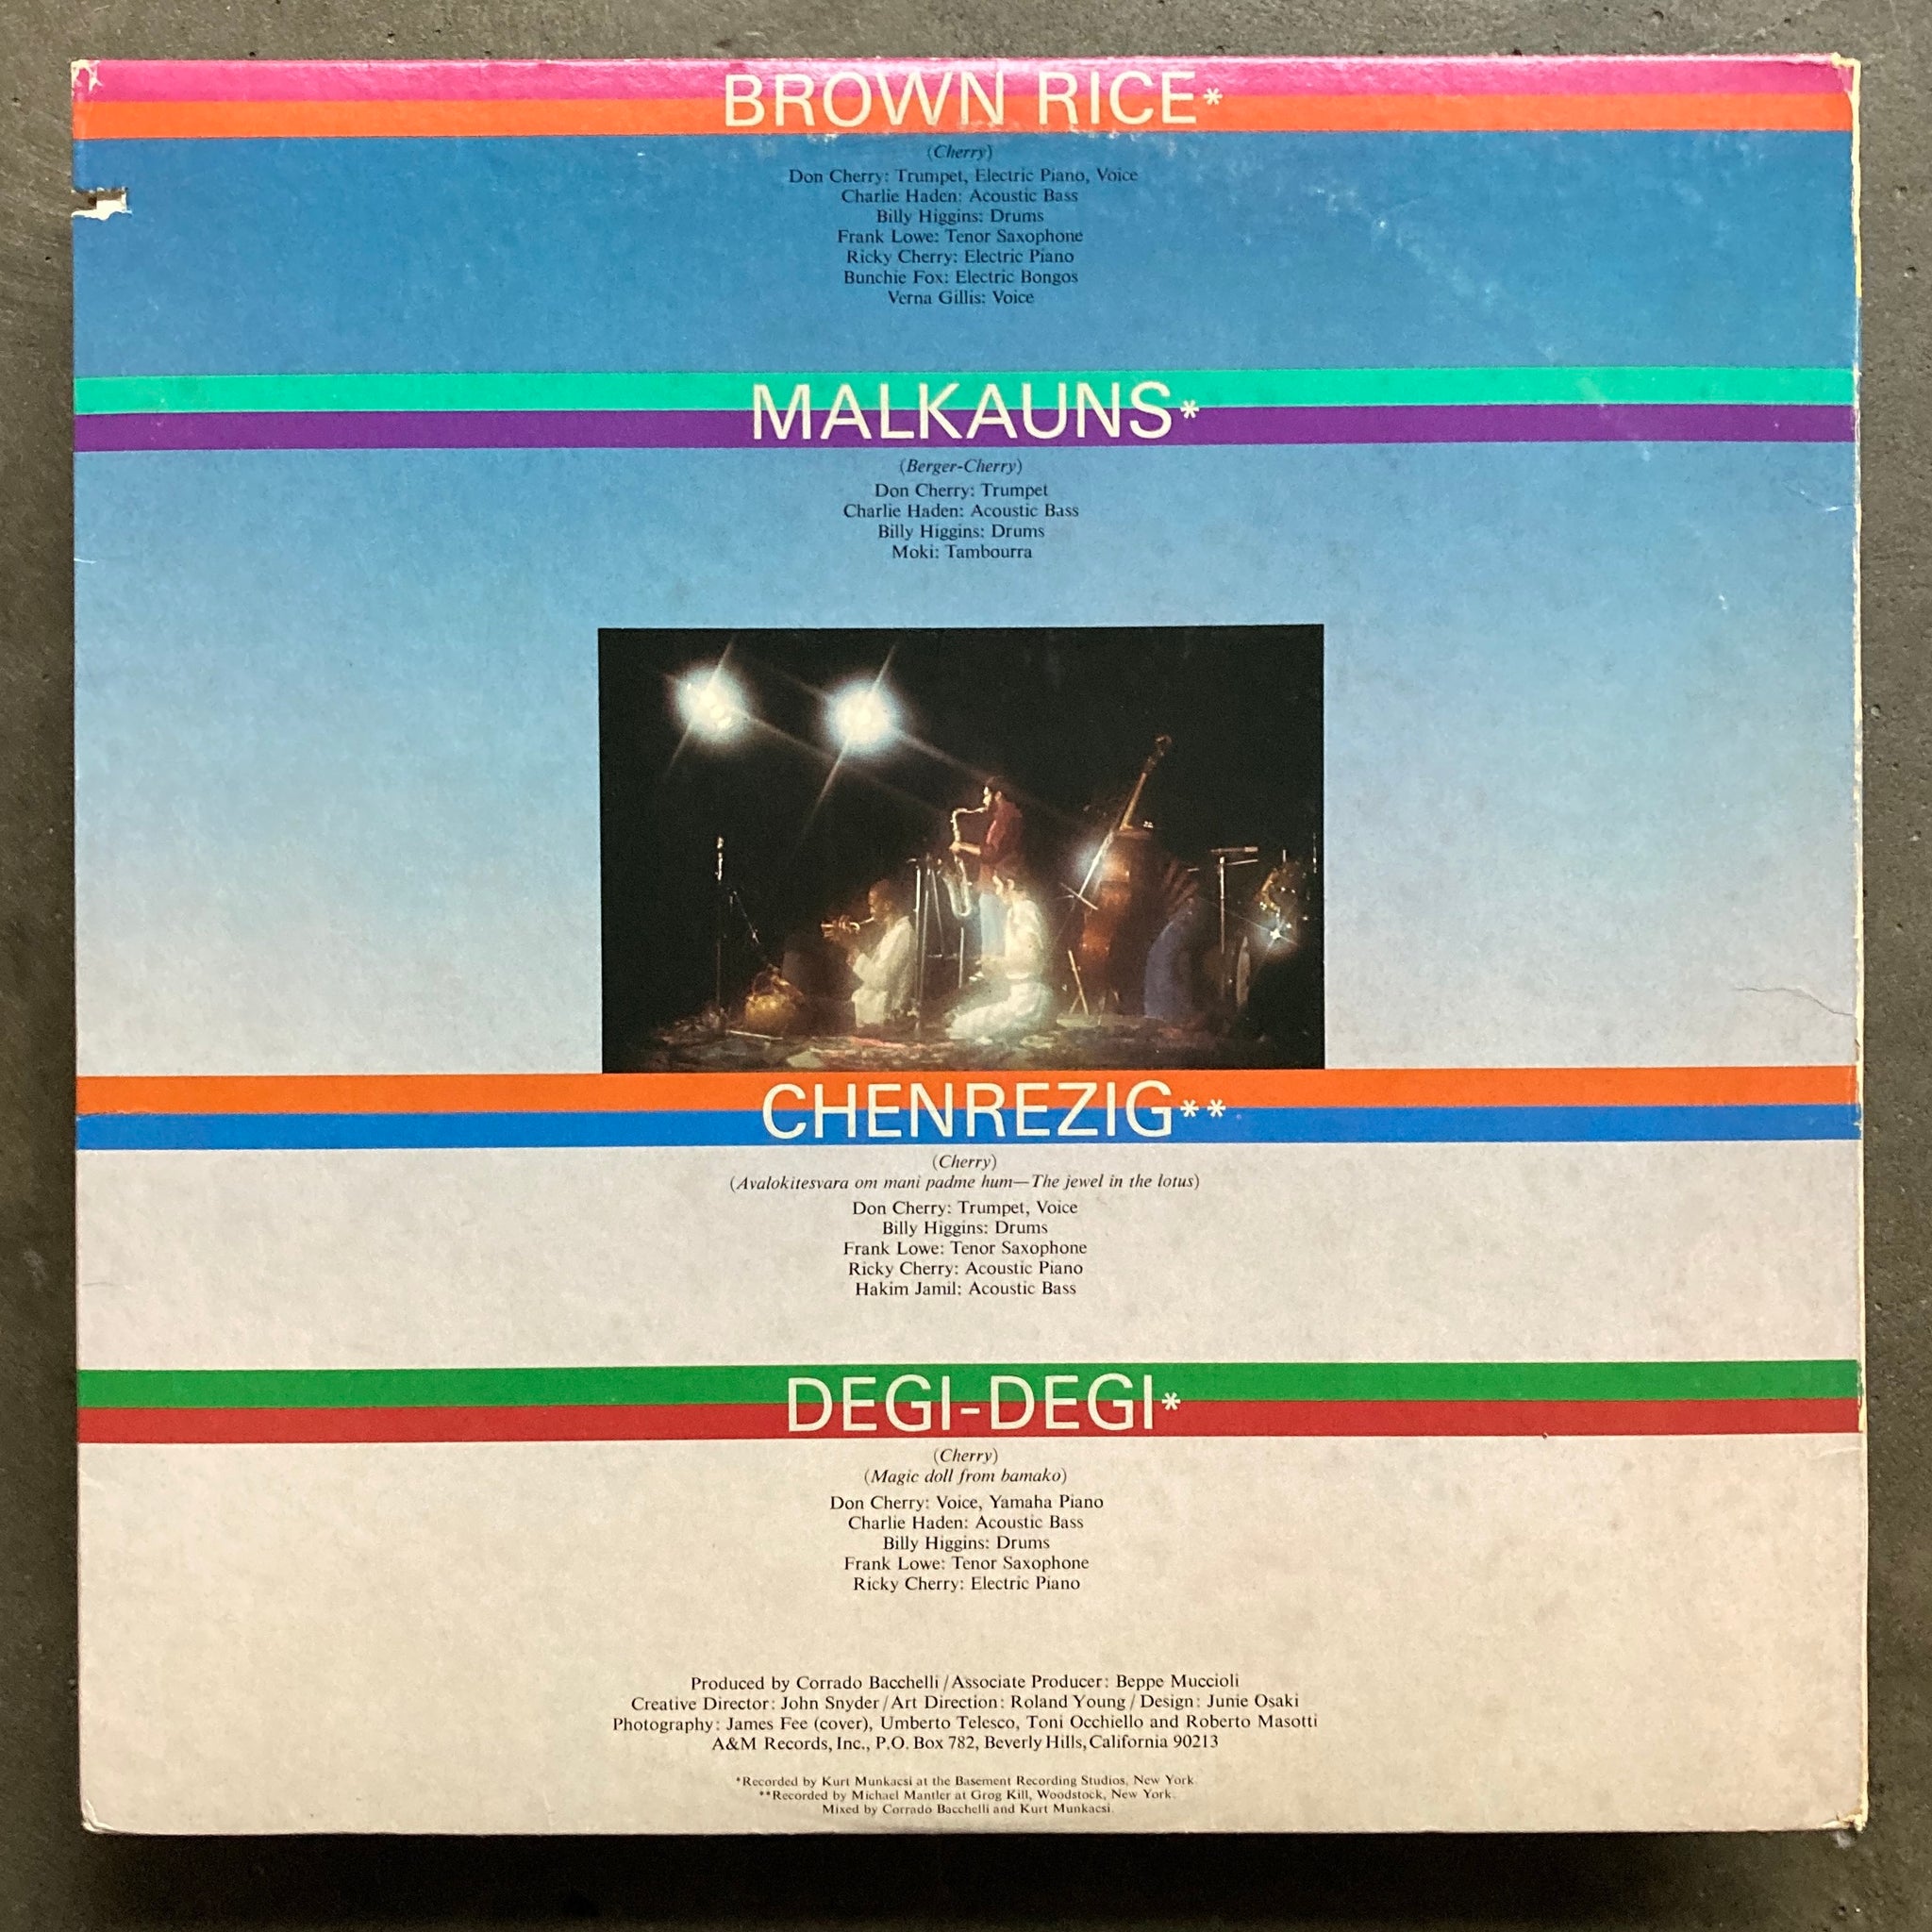 BROWN RICE*
(Cherry)
Don Cherry: Trumpet, Electric Piano, Voice
Charlie Haden: Acoustic Bass
Billy Higgins: Drums
Frank Lowe: Tenor Saxophone
Ricky Cherry: Electric Piano
Bunchie Fox: Electric Bongos
Verna Gillis: Voice
MALKAUNS*
(Berger-Cherry)
Don Cherry: Trumpet
Charlie Haden: Acoustic Bass
Billy Higgins: Drums
Moki: Tambourra
CHENREZIG**
(Cherry)
(Avalokitesvara om mani padme hum—The jewel in the lotus)
Don Cherry: Trumpet, Voice
Billy Higgins: Drums
Frank Lowe: Tenor Saxophone
Ricky Cherry: Acoustic Piano
Hakim Jamil: Acoustic Bass
DEGI-DEGI*
(Cherry)
(Magic doll from bamako)
Don Cherry: Voice, Yamaha Piano
Charlie Haden: Acoustic Bass
Billy Higgins: Drums
Frank Lowe: Tenor Saxophone
Ricky Cherry: Electric Piano
Produced by Corrado Bacchelli / Associate Producer: Beppe Muccioli
Creative Director: John Snyder / Art Direction: Roland Young / Design: Junie Osaki
Photography: James Fee (cover), Umberto Telesco, Toni Occhiello and Roberto Masotti
A&M Records, Inc., P.O. Box 782, Beverly Hills, California 90213
*Recorded by Kurt Munkacsi at the Basement Recording Studios, New York.
**Recorded by Michael Mantler at Grog Kill, Woodstock, New York.
Mixed by Corrado Bacchelli and Kurt Munkacsi.